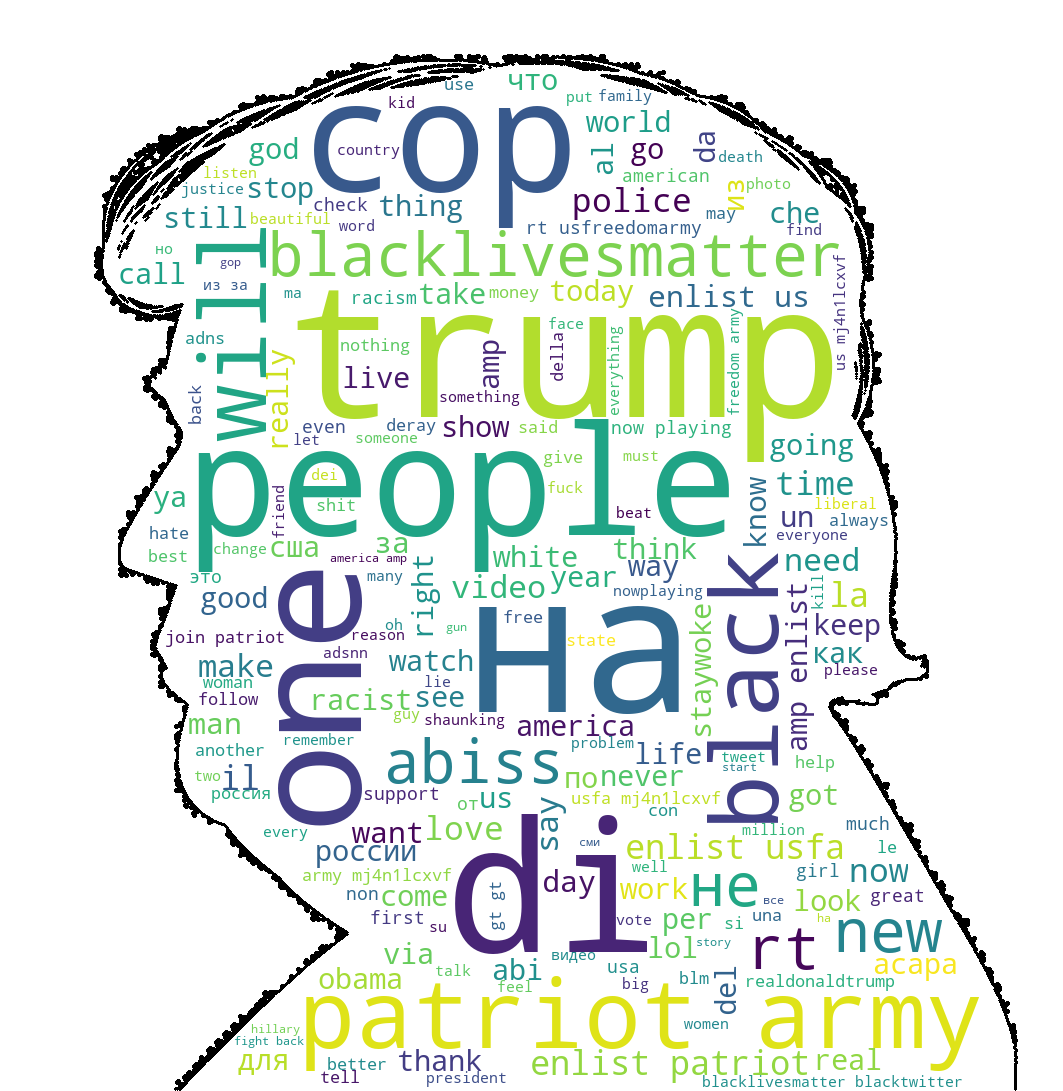 use
что
kid
put
family
cop
world
god
country
al
go
da
death
listen
american
из
photo
justice
stop
police
check
thing
may
che
still
beautiful
word
rt usfreedomarmy
find
но
blacklivesmatter
call
gop
will
из за
ma
racism
take
money
today
enlist us
us mj4n1lcxvf
trump
adns
nothing
face
freedom army
amp
della
everything
live
really
back
something
even
deray
show
said
now playing
let
someone
going
people
give
must
dei
fuck
know
time
ya
friend
shit
beat
un
liberal
always
hate
everyone
best
change
сша
за
america amp
white
think
way
need
это
many
right
video
year
nowplaying
black
kill
la
good
one
free
на
amp enlist
oh
gun
state
staywoke
keep
join patriot
reason
adsnn
watch
как
make
woman
lie
please
follow
racist
see
guy
shaunking
america
man
remember
problem
another
abiss
life
tweet
help
start
two
il
россия
support
по
never
от
us
usfa mj4n1lcxvf
got
say
con
every
want
love
million
much
сми
россии
di
enlist usfa
le
well
army mj4n1lcxvf
girl
now
non
come
gt gt
day
work
не
все
look
great
first
su
vote
per
si
una
ha
new
via
lol
story
rt
видео
abi
usa
асара
obama
talk
feel
big
blm
del
realdonaldtrump
patriot army
hillary
women
fight back
для
better
thank
enlist patriot
real
tell
president
blacklivesmatter blacktwitter